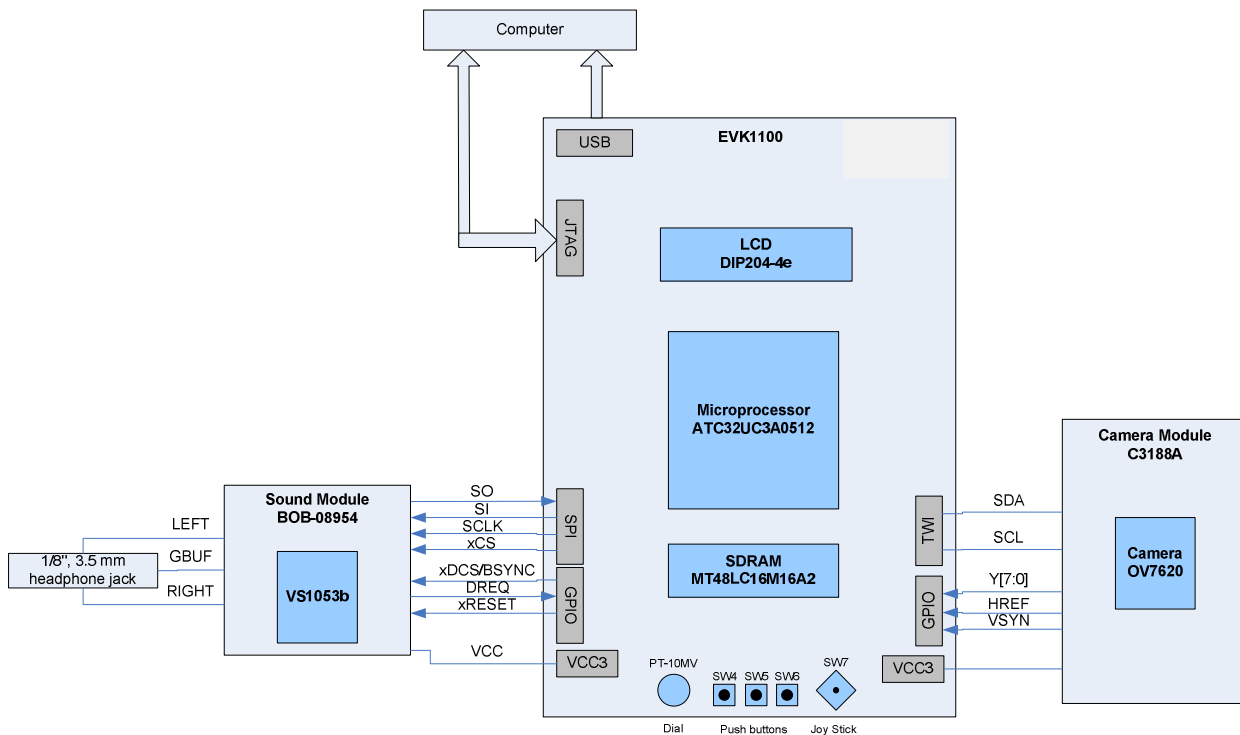 Computer
USB
EVK1100
JTAG
LCD
DIP204-4e
Microprocessor
ATC32UC3A0512
Camera Module
C3188A
Sound Module
BOB-08954
SO
SI
SCLK
xCS
SPI
TWI
SDA
SCL
LEFT
GBUF
RIGHT
1/8", 3.5 mm
headphone jack
VS1053b
SDRAM
MT48LC16M16A2
Camera
OV7620
xDCS/BSYNC
DREQ
xRESET
GPIO
GPIO
Y[7:0]
HREF
VSYN
VCC
VCC3
VCC3
PT-10MV
SW4
SW5
SW6
SW7
Dial
Push buttons
Joy Stick